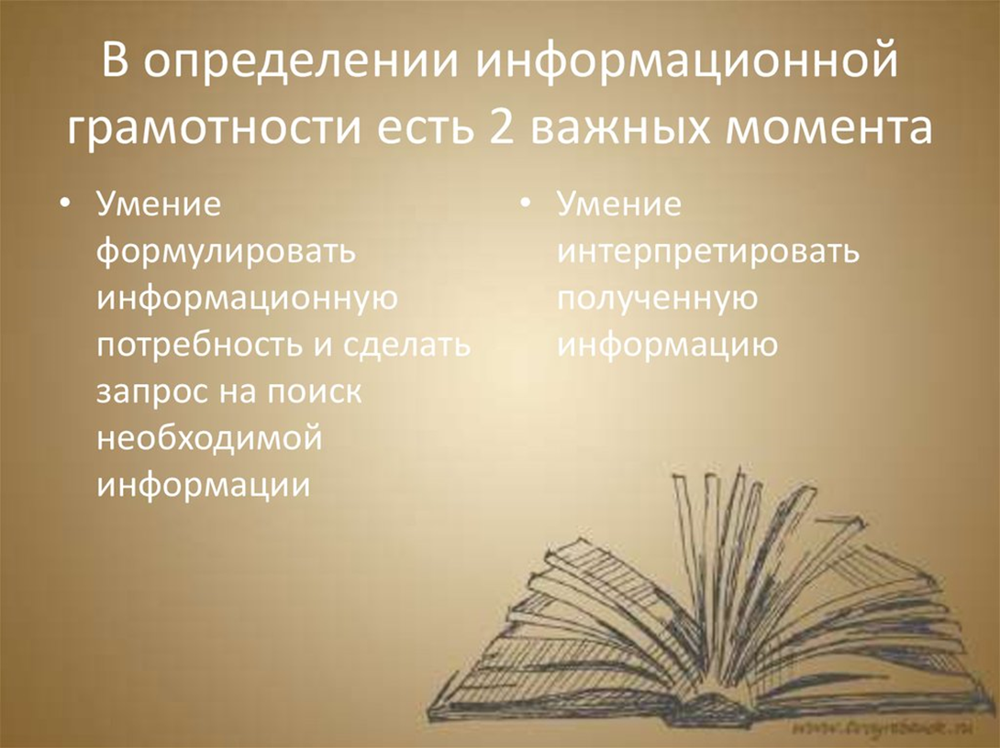 В определении информационной
грамотности есть 2 важных момента
• Умение
формулировать
информационную
потребность и сделать
запрос на поиск
необходимой
информации
• Умение
интерпретировать
полученную
информацию